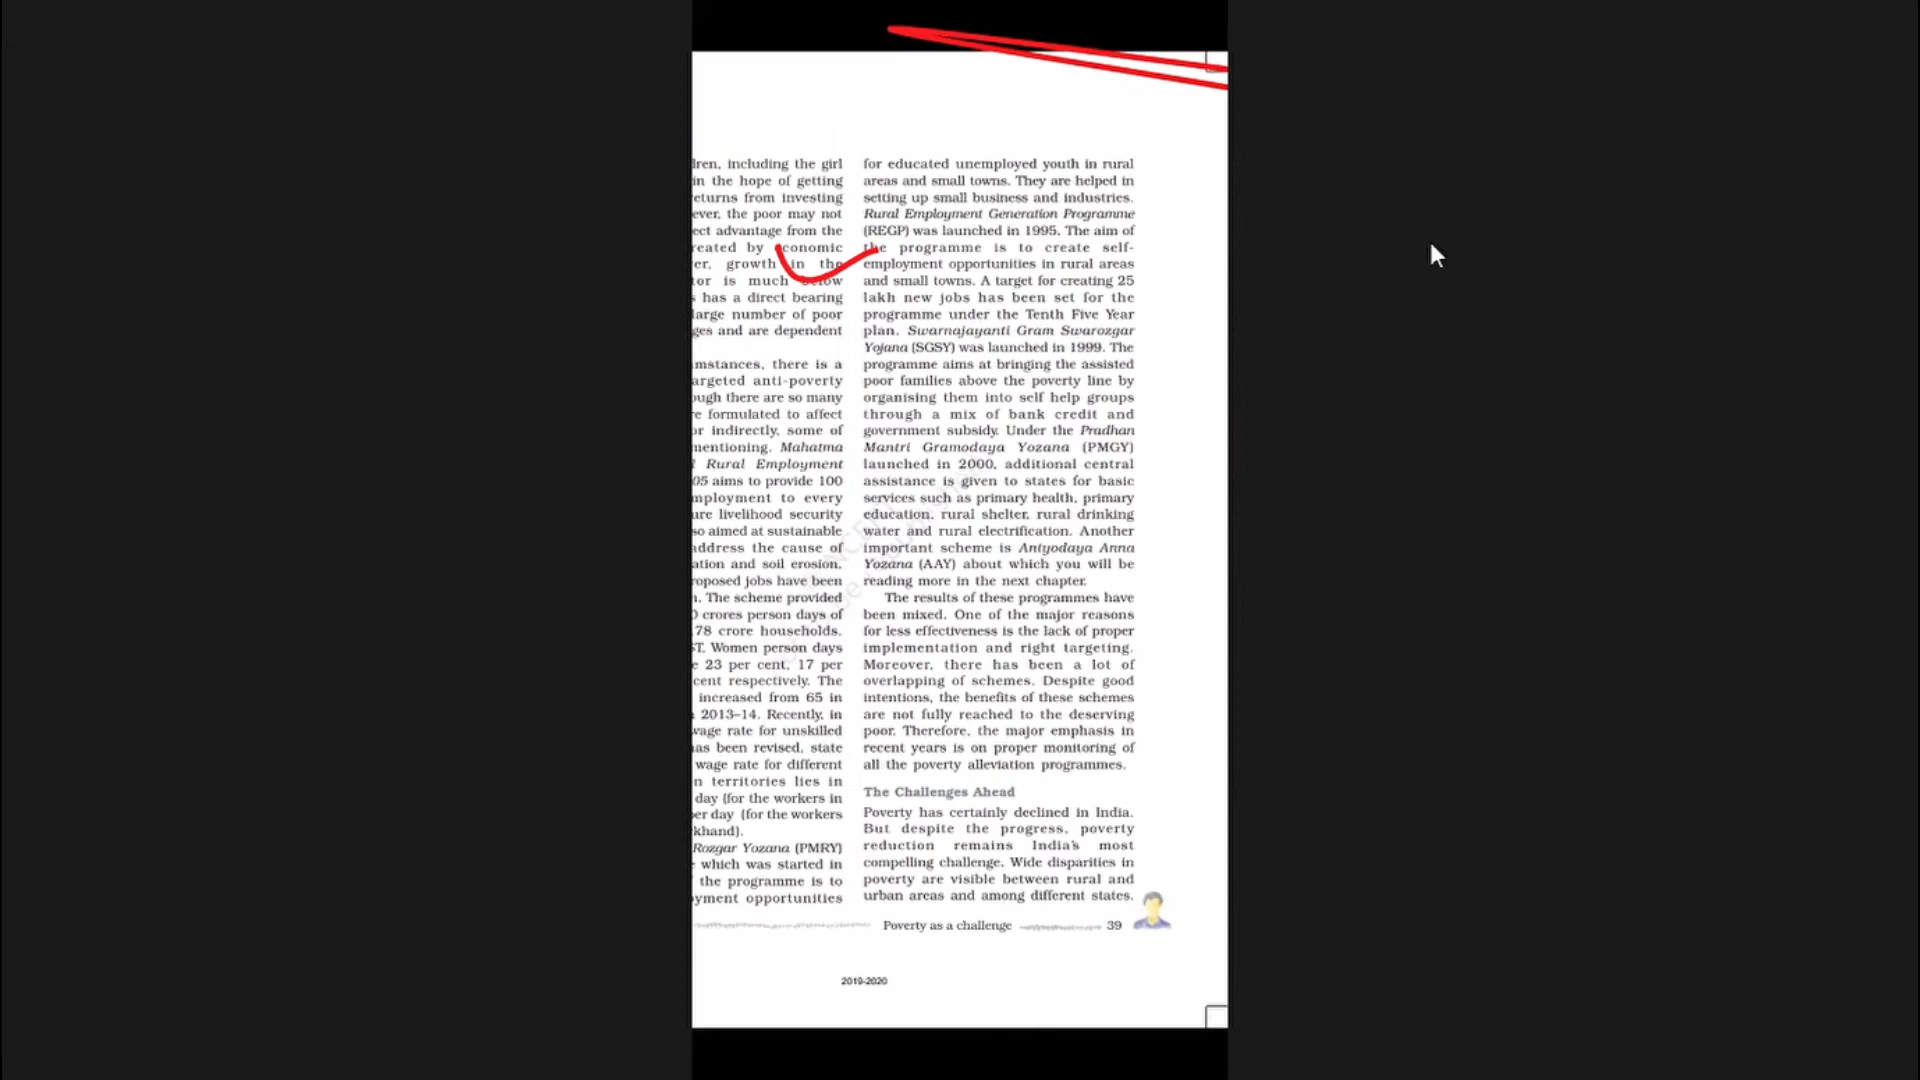 including the girl
in the hope of getting
from investing
the poor may not
advantage from the
by economic
growth in the
is much below
has a direct bearing
large number of poor
and are dependent
there is a
anti-poverty
there are so many
formulated to affect
or indirectly, some of
mentioning. Mahatma
Rural Employment
05 aims to provide 100
to every
livelihood security
so aimed at sustainable
address the cause of
and soil erosion.
jobs have been
The scheme provided
crores person days of
78 crore households.
Women person days
23 per cent, 17 per
cent respectively. The
increased from 65 in
2013–14. Recently, in
wage rate for unskilled
has been revised, state
wage rate for different
territories lies in
day (for the workers in
per day (for the workers
khand).
Rozgar Yozana (PMRY)
which was started in
the programme is to
opportunities
for educated unemployed youth in rural
areas and small towns. They are helped in
setting up small business and industries.
Rural Employment Generation Programme
(REGP) was launched in 1995. The aim of
the programme is to create self-
employment opportunities in rural areas
and small towns. A target for creating 25
lakh new jobs has been set for the
programme under the Tenth Five Year
plan. Swarnajayanti Gram Swarozgar
Yojana (SGSY) was launched in 1999. The
programme aims at bringing the assisted
poor families above the poverty line by
organising them into self help groups
through a mix of bank credit and
government subsidy. Under the Pradhan
Mantri Gramodaya Yozana (PMGY)
launched in 2000, additional central
assistance is given to states for basic
services such as primary health, primary
education, rural shelter, rural drinking
water and rural electrification. Another
important scheme is Antyodaya Anna
Yozana (AAY) about which you will be
reading more in the next chapter.
The results of these programmes have
been mixed. One of the major reasons
for less effectiveness is the lack of proper
implementation and right targeting.
Moreover, there has been a lot of
overlapping of schemes. Despite good
intentions, the benefits of these schemes
are not fully reached to the deserving
poor. Therefore, the major emphasis in
recent years is on proper monitoring of
all the poverty alleviation programmes.
The Challenges Ahead
Poverty has certainly declined in India.
But despite the progress, poverty
reduction remains India's most
compelling challenge. Wide disparities in
poverty are visible between rural and
urban areas and among different states.
Poverty as a challenge 39
2019-2020